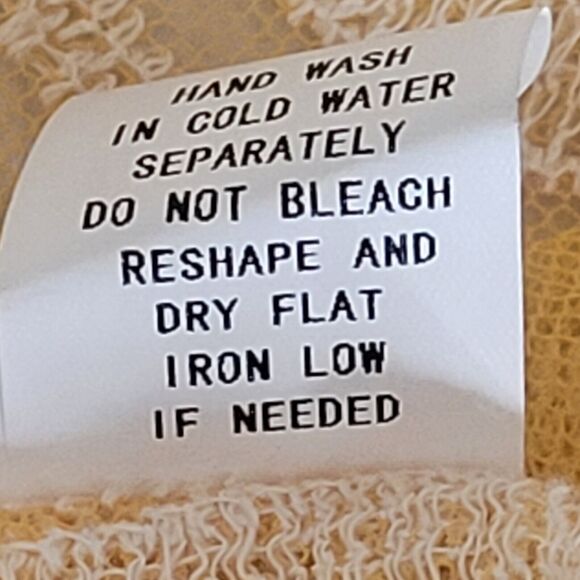 HAND WASH
IN COLD WATER
SEPARATELY
DO NOT BLEACH
RESHAPE AND
DRY FLAT
IRON LOW
IF NEEDED